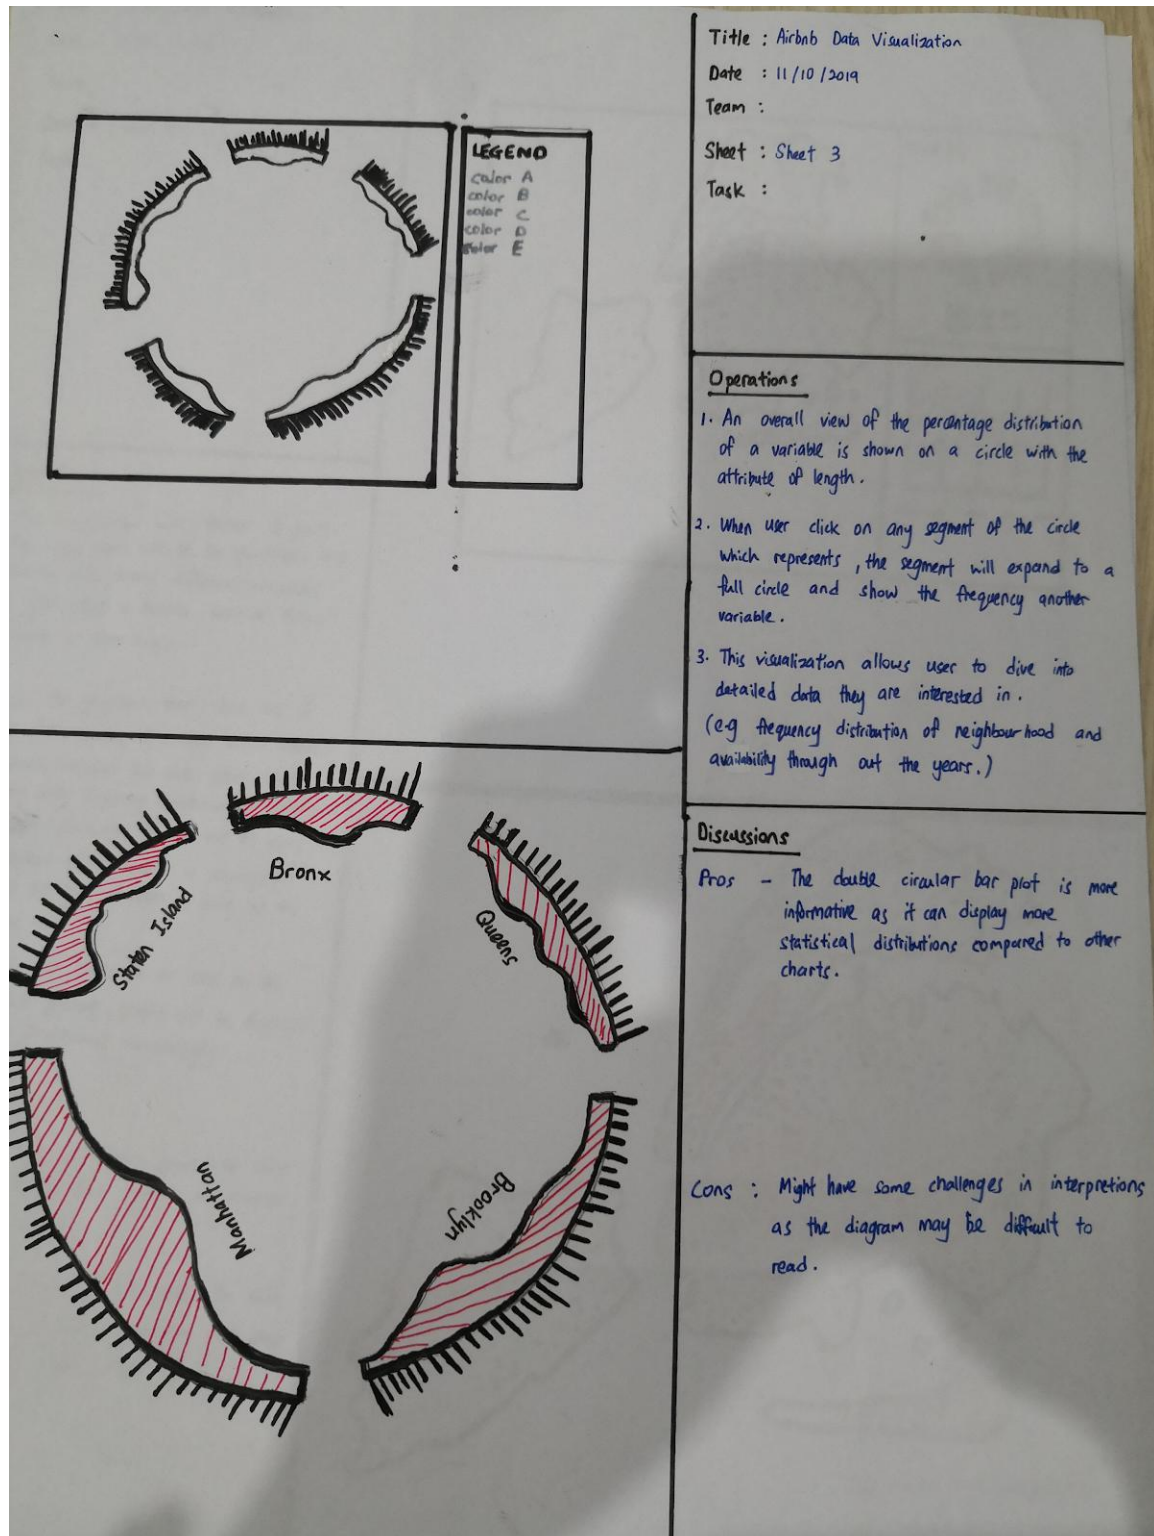 LEGEND
color A
color B
color C
color D
color E
Bronx
Staten Island
Queens
Manhattan
Brooklyn
Title : Airbnb Data Visualization
Date : 11/10/2019
Team :
Sheet : Sheet 3
Task :
Operations
1. An overall view of the percentage distribution
of a variable is shown on a circle with the
attribute of length.
2. When user click on any segment of the circle
which represents , the segment will expand to a
full circle and show the frequency another
variable.
3. This visualization allows user to dive into
detailed data they are interested in.
(e.g frequency distribution of neighbourhood and
availability through out the years.)
Discussions
Pros - The double circular bar plot is more
informative as it can display more
statistical distributions compared to other
charts.
Cons : Might have some challenges in interpretions
as the diagram may be difficult to
read.